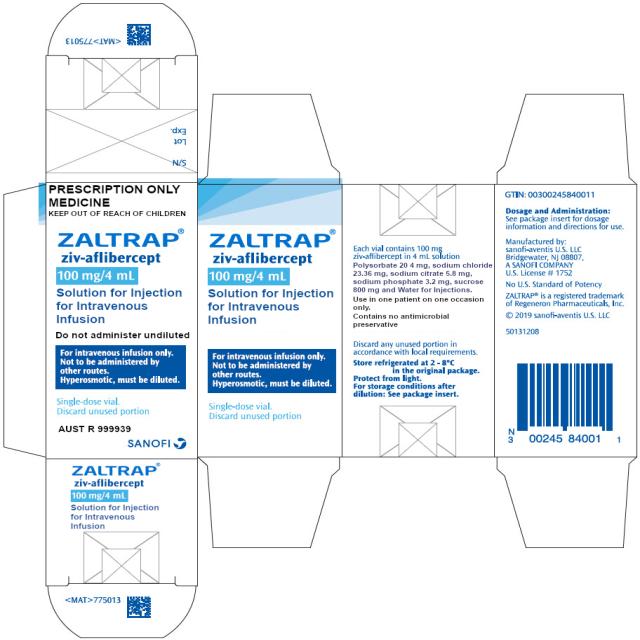 <MAT>775013
S/N
Lot
Exp.
PRESCRIPTION ONLY
MEDICINE
KEEP OUT OF REACH OF CHILDREN
ZALTRAP®
ziv-aflibercept
100 mg/4 mL
Solution for Injection
for Intravenous
Infusion
Do not administer undiluted
For intravenous infusion only.
Not to be administered by
other routes.
Hyperosmotic, must be diluted.
Single-dose vial.
Discard unused portion
AUST R 999939
SANOFI
ZALTRAP®
ziv-aflibercept
100 mg/4 mL
Solution for Injection
for Intravenous
Infusion
<MAT>775013
ZALTRAP®
ziv-aflibercept
100 mg/4 mL
Solution for Injection
for Intravenous
Infusion
For intravenous infusion only.
Not to be administered by
other routes.
Hyperosmotic, must be diluted.
Single-dose vial.
Discard unused portion
Each vial contains 100 mg
ziv-aflibercept in 4 mL solution
Polysorbate 20 4 mg, sodium chloride
23.36 mg, sodium citrate 5.8 mg,
sodium phosphate 3.2 mg, sucrose
800 mg and Water for Injections.
Use in one patient on one occasion
only.
Contains no antimicrobial
preservative
Discard any unused portion in
accordance with local requirements.
Store refrigerated at 2 - 8°C
in the original package.
Protect from light.
For storage conditions after
dilution: See package insert.
GTIN: 00300245840011
Dosage and Administration:
See package insert for dosage
information and directions for use.
Manufactured by:
sanofi-aventis U.S. LLC
Bridgewater, NJ 08807,
A SANOFI COMPANY
U.S. License # 1752
No U.S. Standard of Potency
ZALTRAP® is a registered trademark
of Regeneron Pharmaceuticals, Inc.
© 2019 sanofi-aventis U.S. LLC
50131208
N
3 00245 84001 1